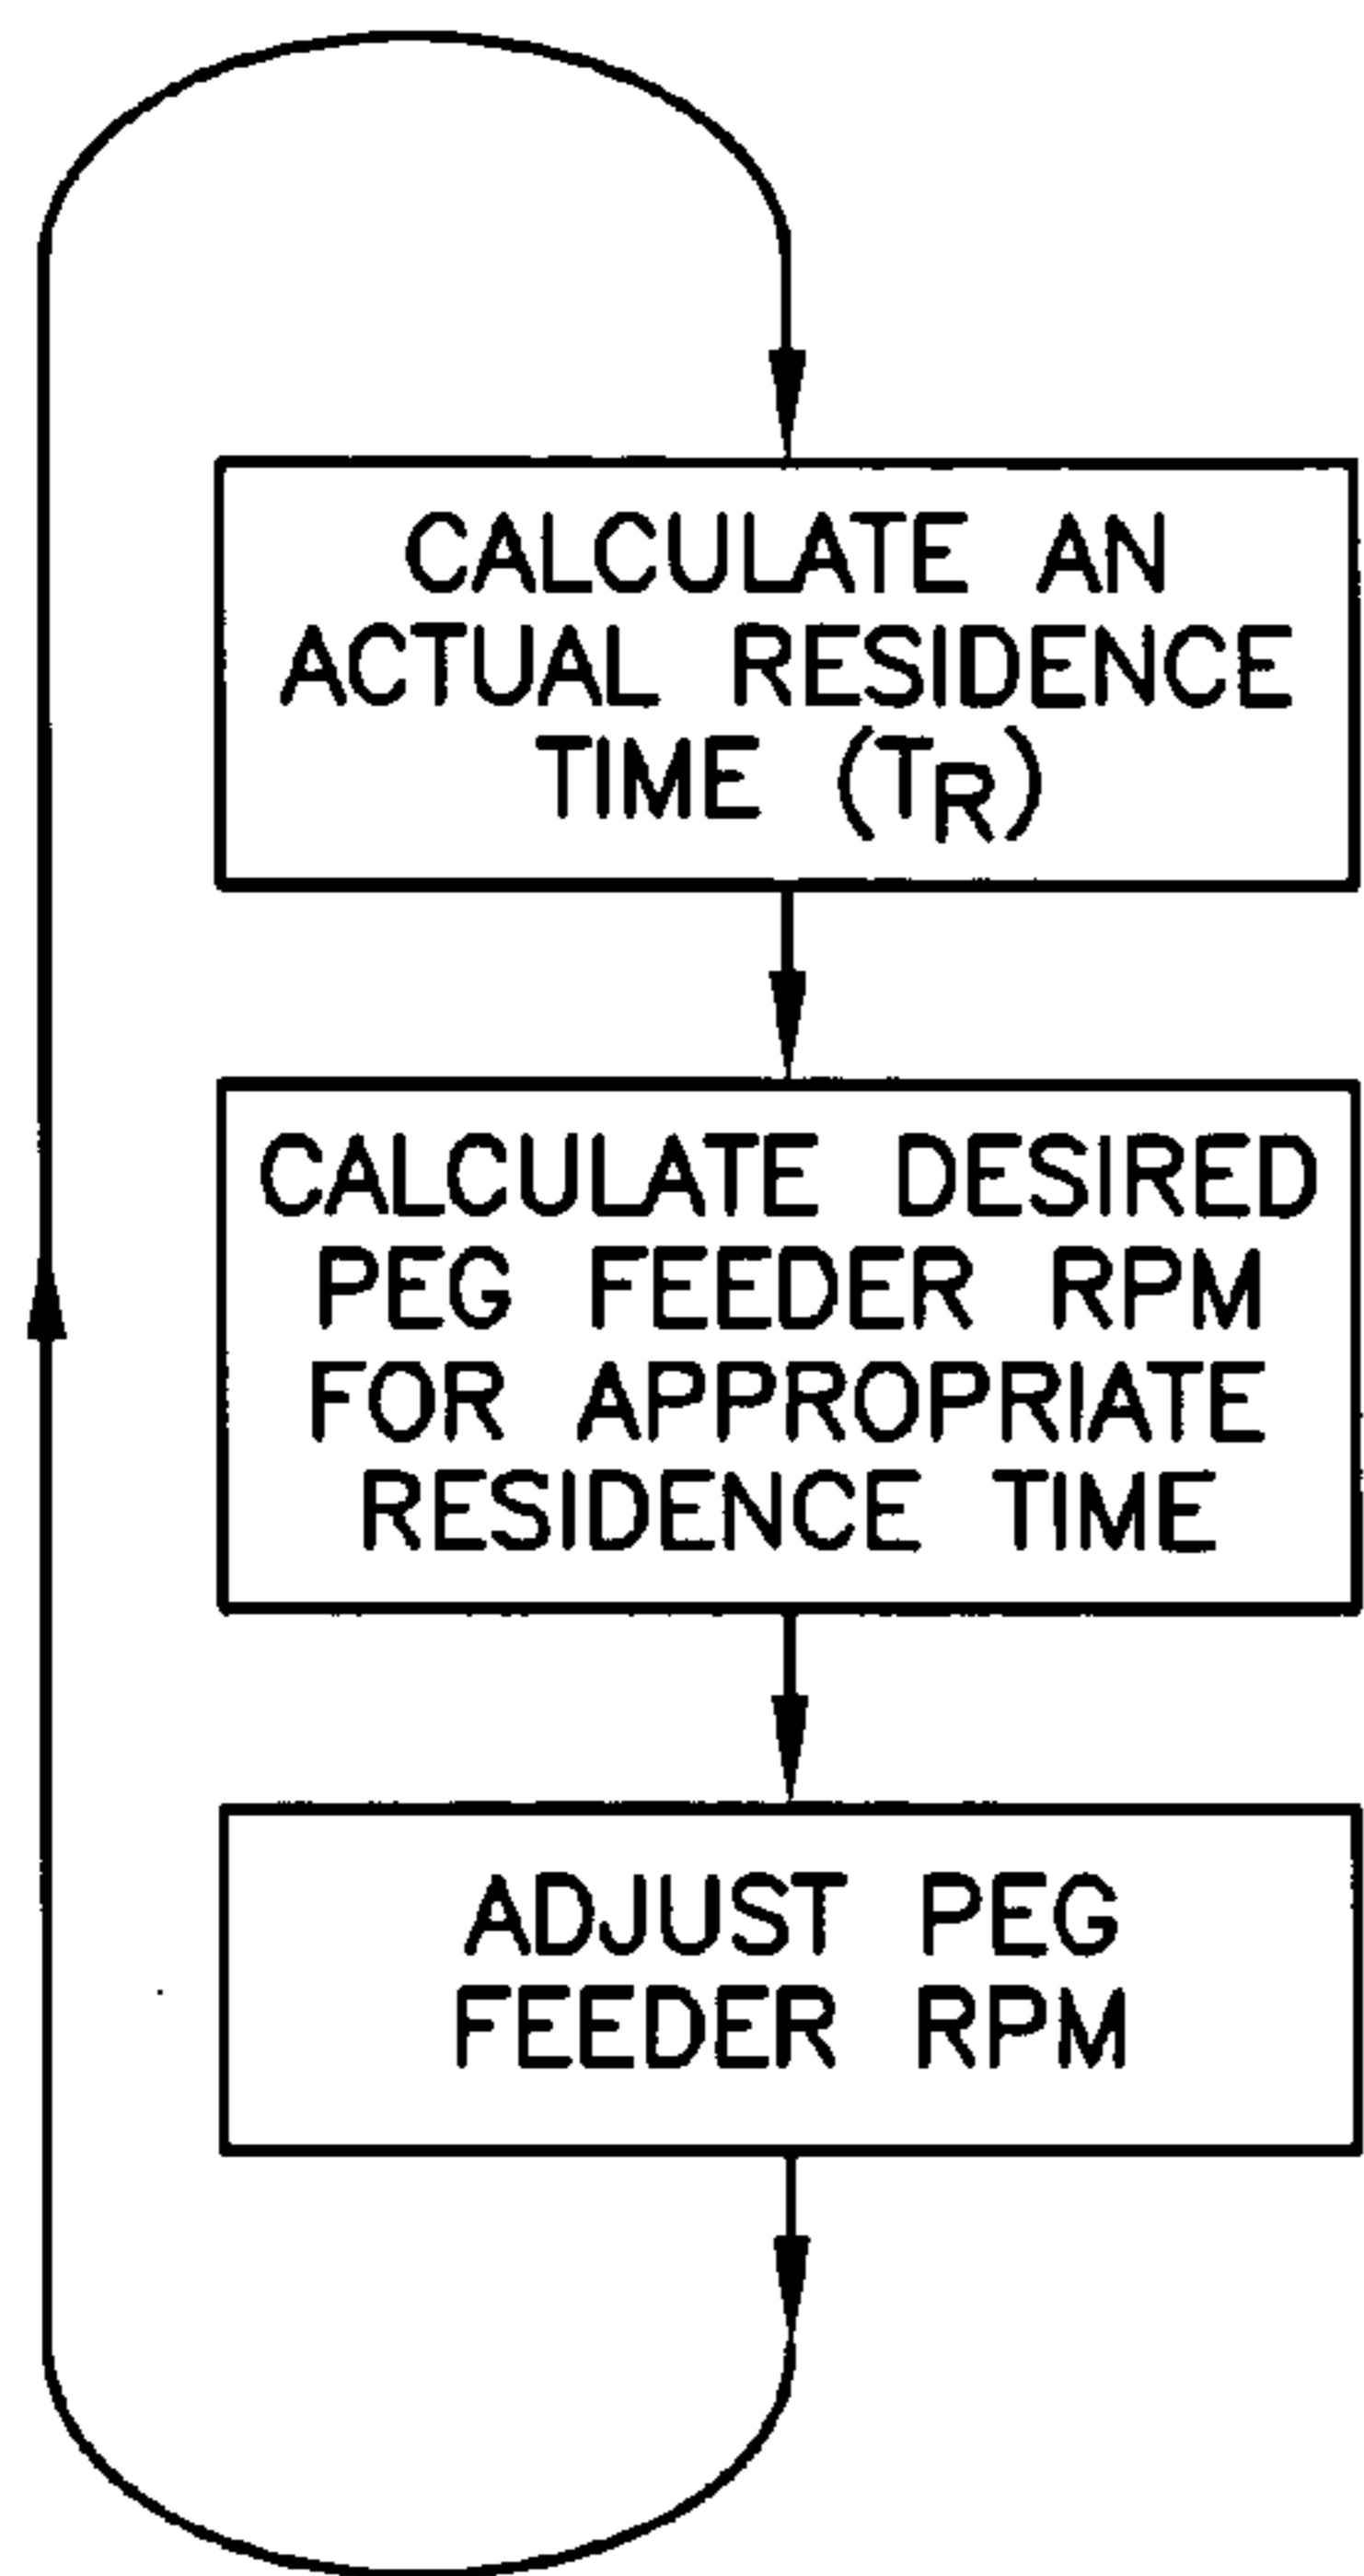 CALCULATE AN
ACTUAL RESIDENCE
TIME (TR)
CALCULATE DESIRED
PEG FEEDER RPM
FOR APPROPRIATE
RESIDENCE TIME
ADJUST PEG
FEEDER RPM